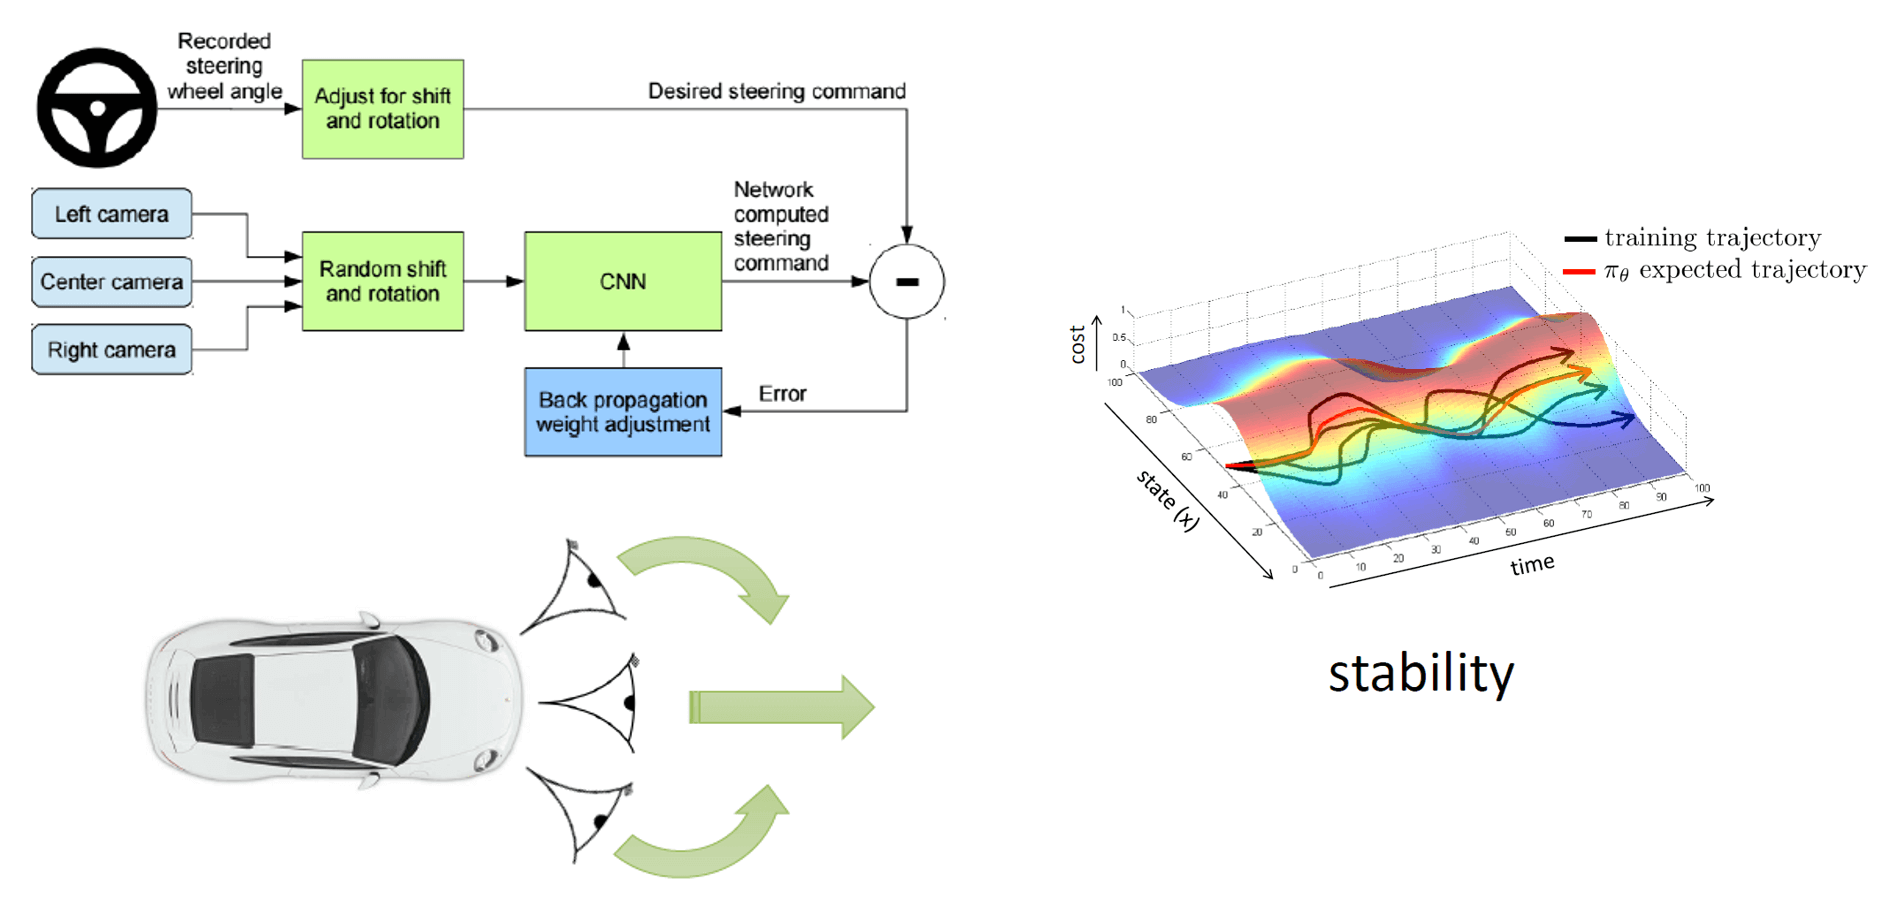 Recorded
steering
wheel angle
Adjust for shift
and rotation
Desired steering command
Left camera
Center camera
Right camera
Random shift
and rotation
CNN
Network
computed
steering
command
-
Back propagation
weight adjustment
Error
training trajectory
πθ expected trajectory
cost
1
0.5
0
100
80
60
40
20
0
state (x)
0
10
20
30
40
50
60
70
80
90
100
time
stability